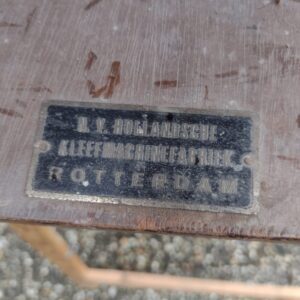 N.V. HOLLANDSCHE
KLEEFMACHINEFABRIEK
ROTTERDAM